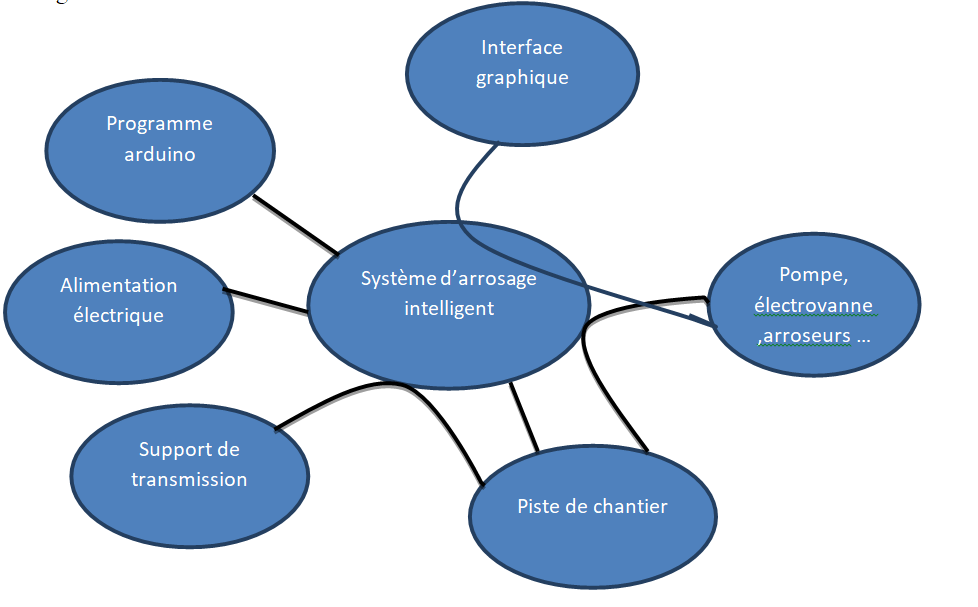 Interface
graphique
Programme
arduino
Système d’arrosage
intelligent
Alimentation
électrique
Pompe,
électrovanne
,arroseurs ...
Support de
transmission
Piste de chantier